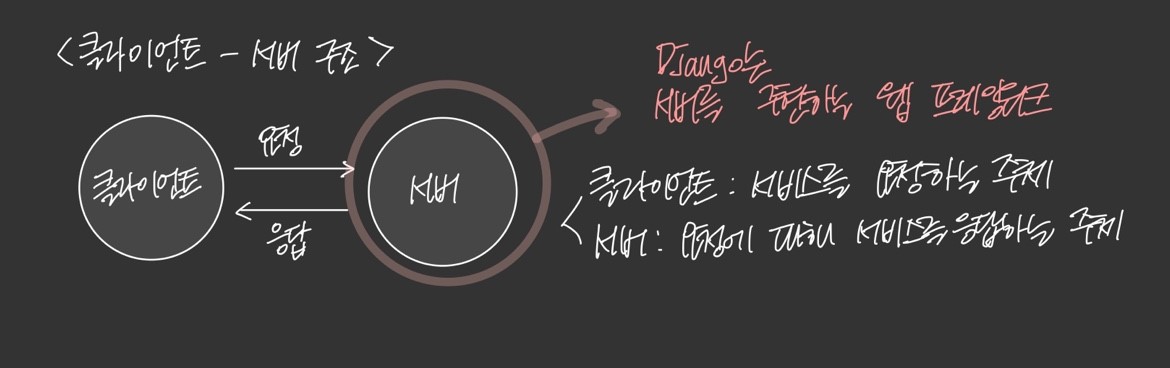 <클라이언트 - 서버 구조>
Django는
서버를 구현하는 웹 프레임워크
요청
클라이언트
서버
응답
클라이언트 : 서비스를 요청하는 주체
서버 : 요청에 대해 서비스를 응답하는 주체